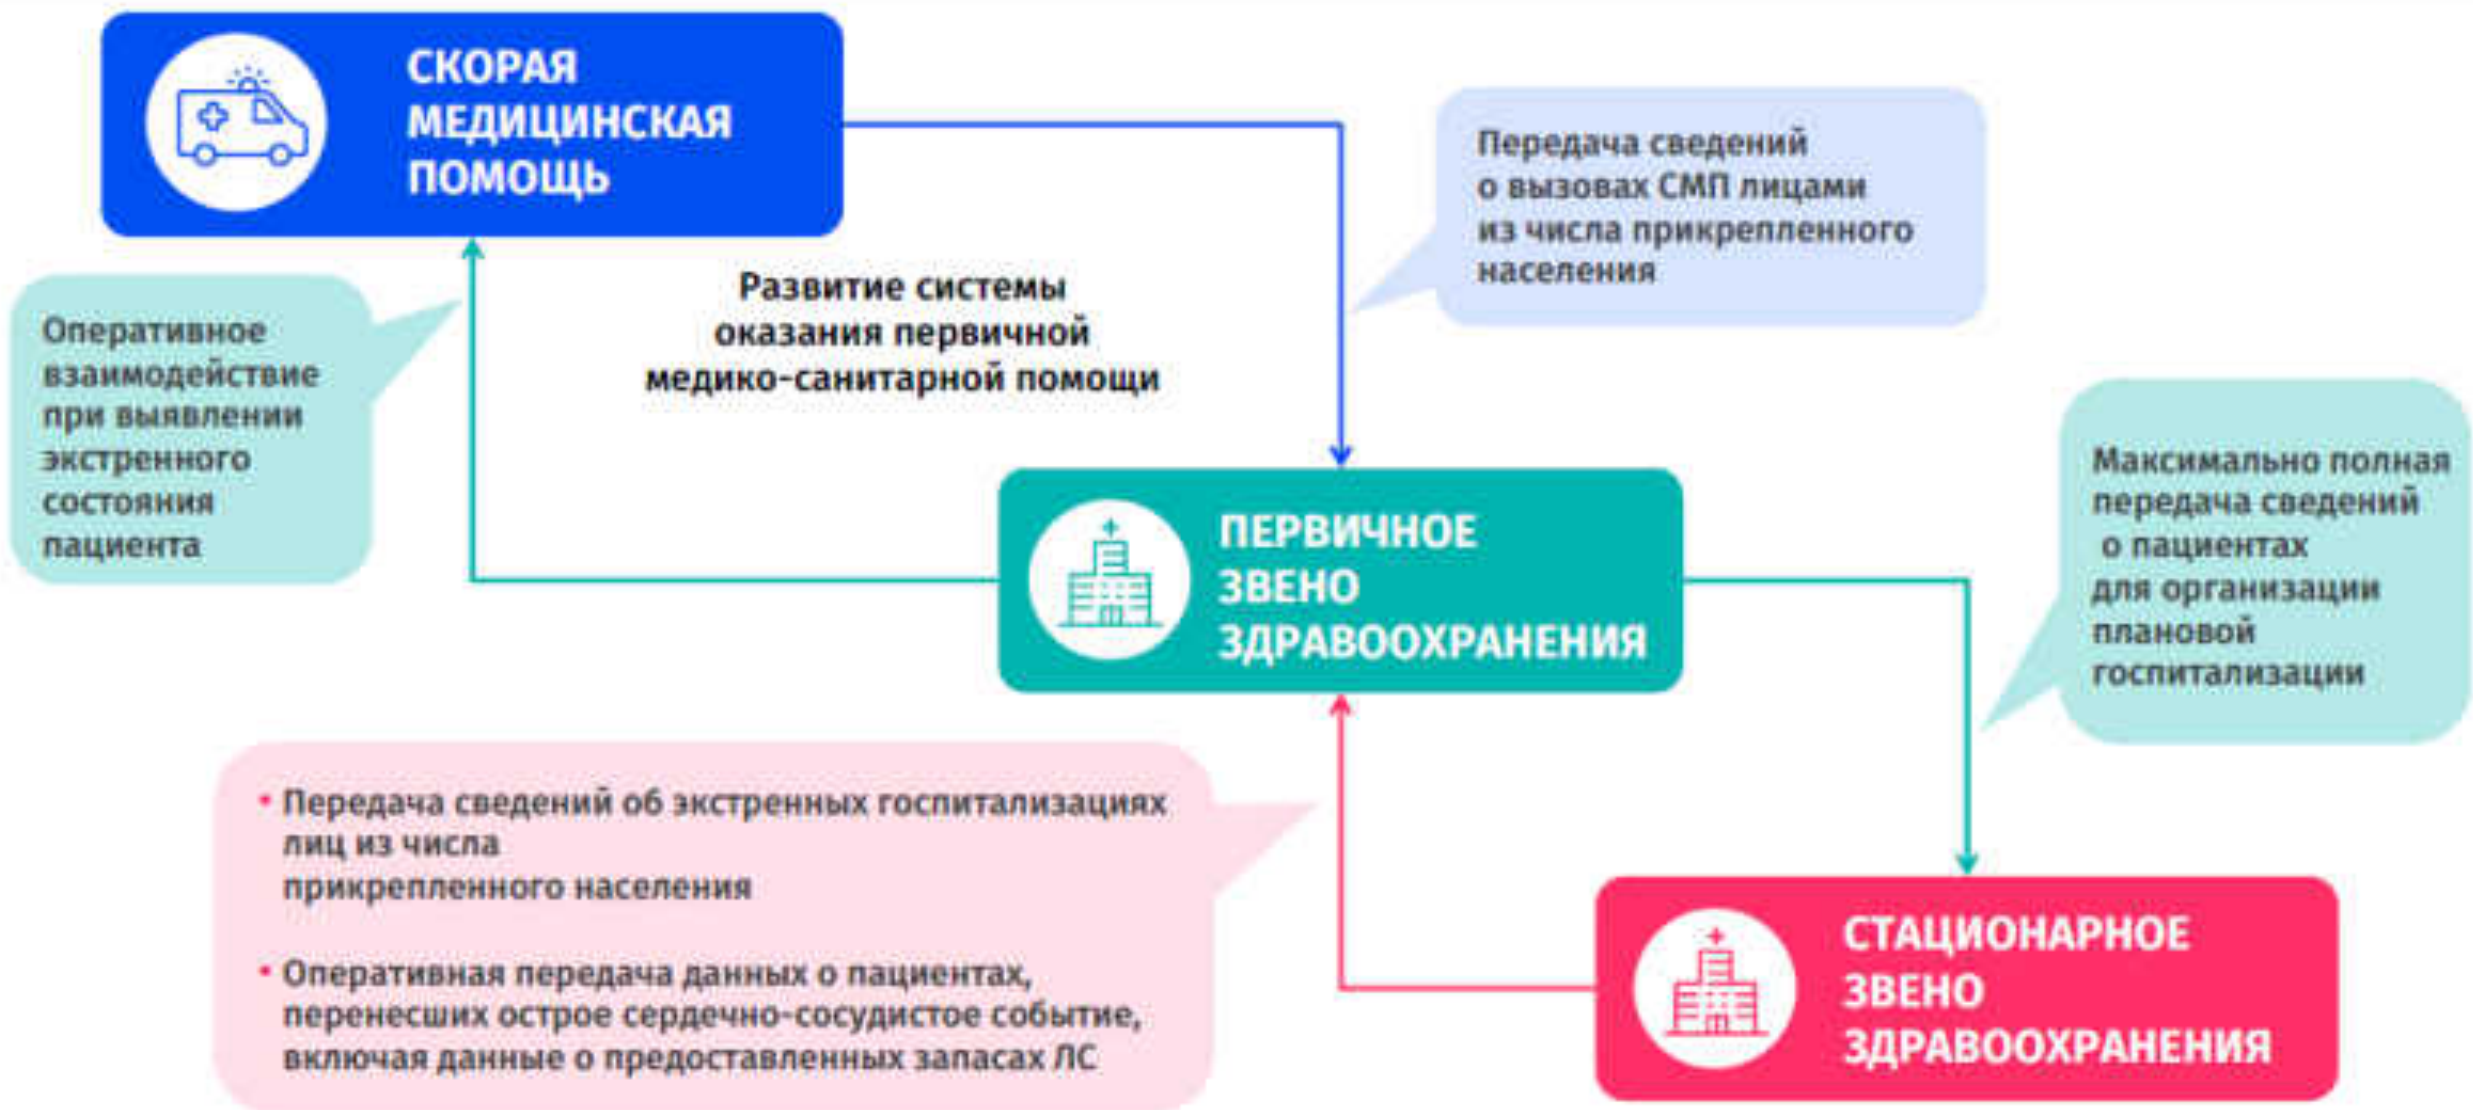 СКОРАЯ
МЕДИЦИНСКАЯ
ПОМОЩЬ
Передача сведений
о вызовах СМП лицами
из числа прикрепленного
населения
Развитие системы
оказания первичной
медико-санитарной помощи
Оперативное
взаимодействие
при выявлении
экстренного
состояния
пациента
ПЕРВИЧНОЕ
ЗВЕНО
ЗДРАВООХРАНЕНИЯ
Максимально полная
передача сведений
о пациентах
для организации
плановой
госпитализации
• Передача сведений об экстренных госпитализациях
лиц из числа
прикрепленного населения
• Оперативная передача данных о пациентах,
перенесших острое сердечно-сосудистое событие,
включая данные о предоставленных запасах ЛС
СТАЦИОНАРНОЕ
ЗВЕНО
ЗДРАВООХРАНЕНИЯ